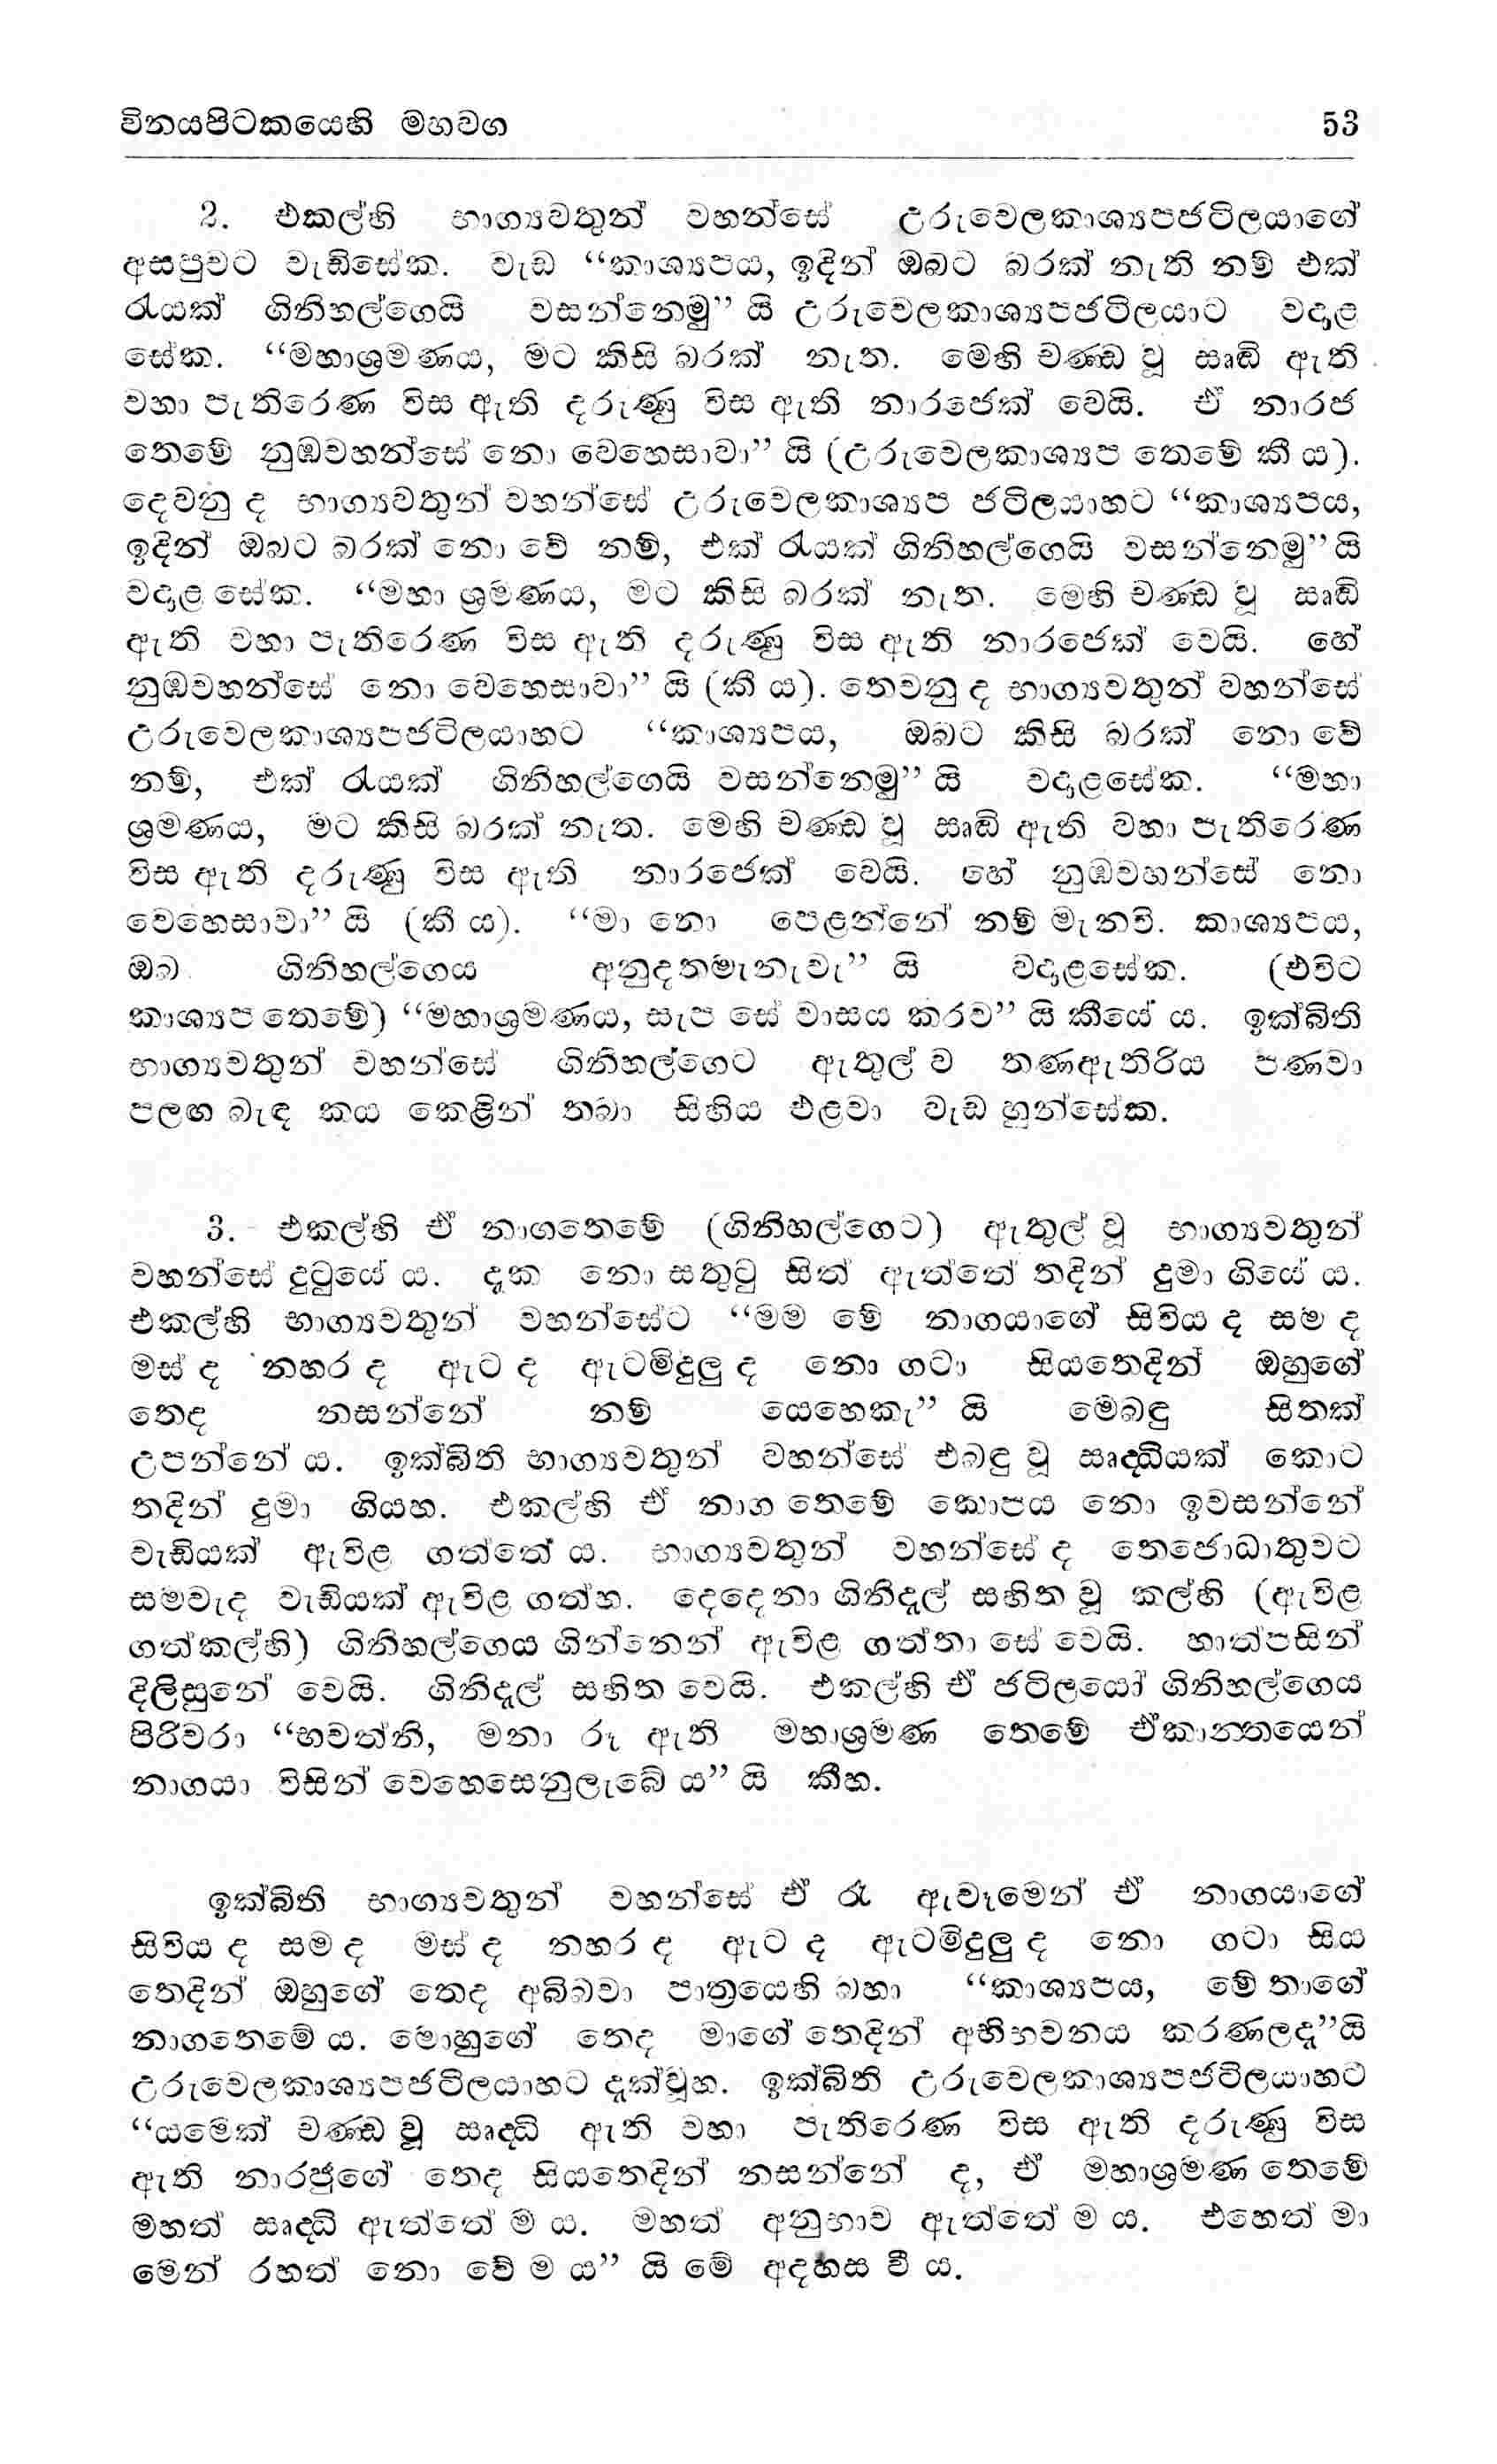 විනයපිටකයෙහි මහවග 53
2. එකල්හි භාග්‍යවතුන් වහන්සේ උරුවෙලකාශ්‍යපජටිලයාගේ
අසපුවට වැඩිසේක. වැඩ “කාශ්‍යපය, ඉදින් ඔබට බරක් නැති නම් එක්
රැයක් ගිනිහල්ගෙයි වසන්නෙමු” යි උරුවෙලකාශ්‍යපජටිලයාට වදාළ
සේක. “මහාශ්‍රමණය, මට කිසි බරක් නැත. මෙහි චණ්ඩ වූ ඍද්‍ධි ඇති
වහා පැතිරෙණ විස ඇති දරුණු විස ඇති නාරජෙක් වෙයි. ඒ නාරජ
තෙමේ නුඹවහන්සේ නො වෙහෙසාවා” යි (උරුවෙලකාශ්‍යප තෙමේ කී ය).
දෙවනු ද භාග්‍යවතුන් වහන්සේ උරුවෙලකාශ්‍යප ජටිලයාහට “කාශ්‍යපය,
ඉදින් ඔබට බරක් නො වේ නම්, එක් රැයක් ගිනිහල්ගෙයි වසන්නෙමු” යි
වදාළ සේක. “මහා ශ්‍රමණය, මට කිසි බරක් නැත. මෙහි චණ්ඩ වූ ඍද්‍ධි
ඇති වහා පැතිරෙණ විස ඇති දරුණු විස ඇති නාරජෙක් වෙයි. හේ
නුඹවහන්සේ නො වෙහෙසාවා” යි (කී ය). තෙවනු ද භාග්‍යවතුන් වහන්සේ
උරුවෙලකාශ්‍යපජටිලයාහට “කාශ්‍යපය, ඔබට කිසි බරක් නො වේ
නම්, එක් රැයක් ගිනිහල්ගෙයි වසන්නෙමු” යි වදාළසේක. “මහා
ශ්‍රමණය, මට කිසි බරක් නැත. මෙහි චණ්ඩ වූ ඍද්‍ධි ඇති වහා පැතිරෙණ
විස ඇති දරුණු විස ඇති නාරජෙක් වෙයි. හේ නුඹවහන්සේ නො
වෙහෙසාවා” යි (කී ය). “මා නො පෙළන්නේ නම් මැනවි. කාශ්‍යපය,
ඔබ ගිනිහල්ගෙය අනුදතමැනැවැ” යි වදාළසේක. (එවිට
කාශ්‍යප තෙමේ) “මහාශ්‍රමණය, සැප සේ වාසය කරව” යි කීයේ ය. ඉක්බිති
භාග්‍යවතුන් වහන්සේ ගිනිහල්ගෙට ඇතුල් ව තණඇතිරිය පණවා
පලඟ බැඳ කය කෙළින් තබා සිහිය එළවා වැඩ හුන්සේක.
3. එකල්හි ඒ නාගතෙමේ (ගිනිහල්ගෙට) ඇතුල් වූ භාග්‍යවතුන්
වහන්සේ දුටුයේ ය. දැක නො සතුටු සිත් ඇත්තේ තදින් දුමා ගියේ ය.
එකල්හි භාග්‍යවතුන් වහන්සේට “මම මේ නාගයාගේ සිවිය ද සම ද
මස් ද නහර ද ඇට ද ඇටමිදුලු ද නො ගටා සියතෙදින් ඔහුගේ
තෙද නසන්නේ නම් යෙහෙකැ” යි මෙබඳු සිතක්
උපන්නේ ය. ඉක්බිති භාග්‍යවතුන් වහන්සේ එබඳු වූ ඍද්‍ධියක් කොට
තදින් දුමා ගියහ. එකල්හි ඒ නාග තෙමේ කොපය නො ඉවසන්නේ
වැඩියක් ඇවිළ ගත්තේ ය. භාග්‍යවතුන් වහන්සේ ද තෙජොධාතුවට
සමවැද වැඩියක් ඇවිළ ගත්හ. දෙදෙනා ගිනිදැල් සහිත වූ කල්හි (ඇවිළ
ගත්කල්හි) ගිනිහල්ගෙය ගින්නෙන් ඇවිළ ගත්තා සේ වෙයි. හාත්පසින්
දිලිසුනේ වෙයි. ගිනිදැල් සහිත වෙයි. එකල්හි ඒ ජටිලයෝ ගිනිහල්ගෙය
පිරිවරා “භවත්නි, මනා රූ ඇති මහාශ්‍රමණ තෙමේ ඒකාන්තයෙන්
නාගයා විසින් වෙහෙසෙනුලැබේ ය” යි කීහ.
ඉක්බිති භාග්‍යවතුන් වහන්සේ ඒ රෑ ඇවෑමෙන් ඒ නාගයාගේ
සිවිය ද සම ද මස් ද නහර ද ඇට ද ඇටමිදුලු ද නො ගටා සිය
තෙදින් ඔහුගේ තෙද අබිබවා පාත්‍රයෙහි බහා “කාශ්‍යපය, මේ තාගේ
නාගතෙමේ ය. මොහුගේ තෙද මාගේ තෙදින් අභිභවනය කරණලදැ”යි
උරුවෙලකාශ්‍යපජටිලයාහට දැක්වූහ. ඉක්බිති උරුවෙලකාශ්‍යපජටිලයාහට
“යමෙක් චණ්ඩ වූ ඍද්‍ධි ඇති වහා පැතිරෙණ විස ඇති දරුණු විස
ඇති නාරජුගේ තෙද සියතෙදින් නසන්නේ ද, ඒ මහාශ්‍රමණ තෙමේ
මහත් ඍද්‍ධි ඇත්තේ ම ය. මහත් අනුභාව ඇත්තේ ම ය. එහෙත් මා
මෙන් රහත් නො වේ ම ය” යි මේ අදහස වී ය.